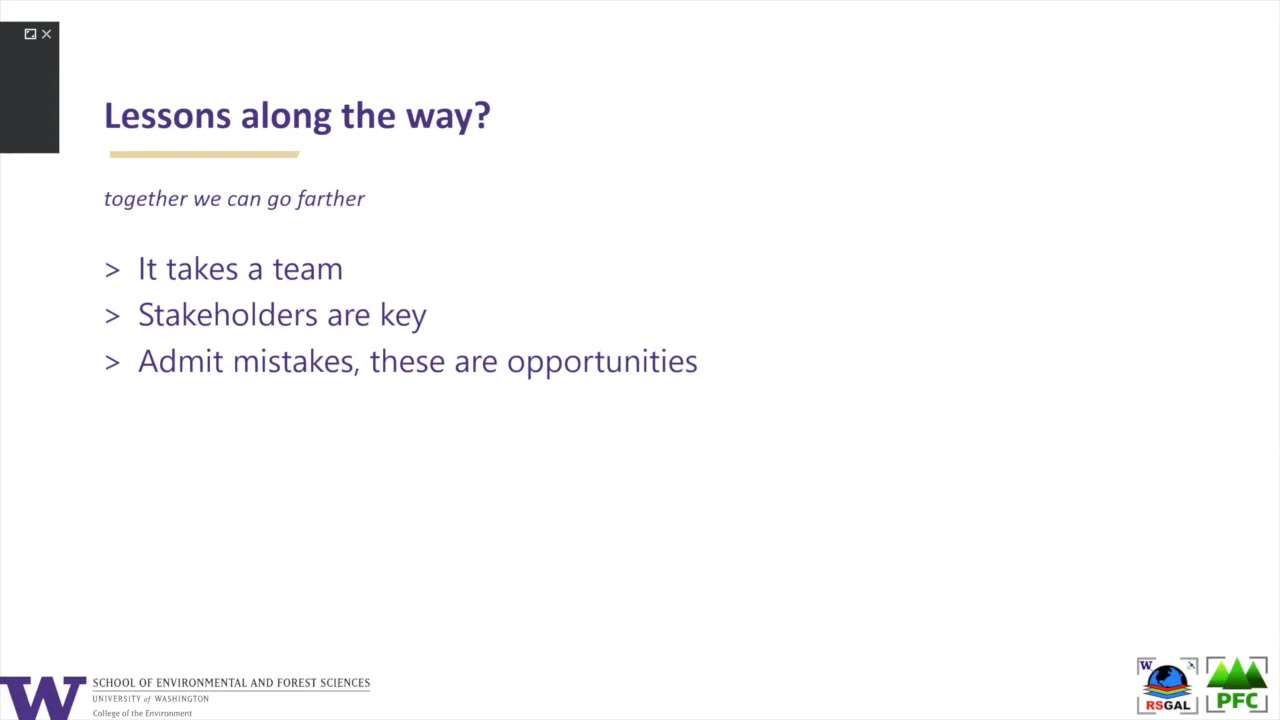 Lessons along the way?
together we can go farther
> It takes a team
> Stakeholders are key
> Admit mistakes, these are opportunities
W
SCHOOL OF ENVIRONMENTAL AND FOREST SCIENCES
UNIVERSITY of WASHINGTON
College of the Environment
W
RSGAL
PFC